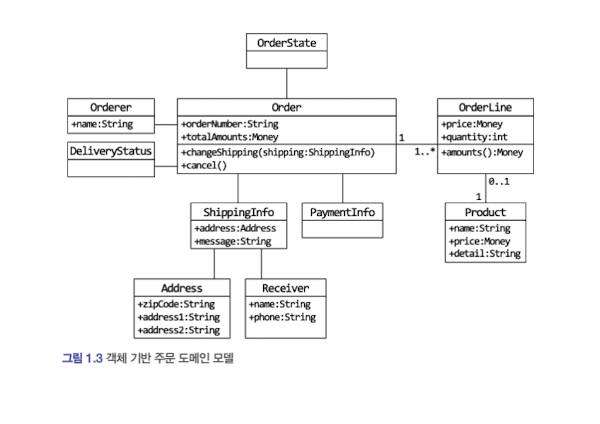 OrderState
Orderer
+name:String
Order
+orderNumber:String
+totalAmounts:Money
+changeShipping(shipping:ShippingInfo)
+cancel()
OrderLine
+price:Money
+quantity:int
+amounts():Money
DeliveryStatus
1
1..*
0..1
1
ShippingInfo
+address:Address
+message:String
PaymentInfo
Product
+name:String
+price:Money
+detail:String
Address
+zipCode:String
+address1:String
+address2:String
Receiver
+name:String
+phone:String
그림 1.3 객체 기반 주문 도메인 모델